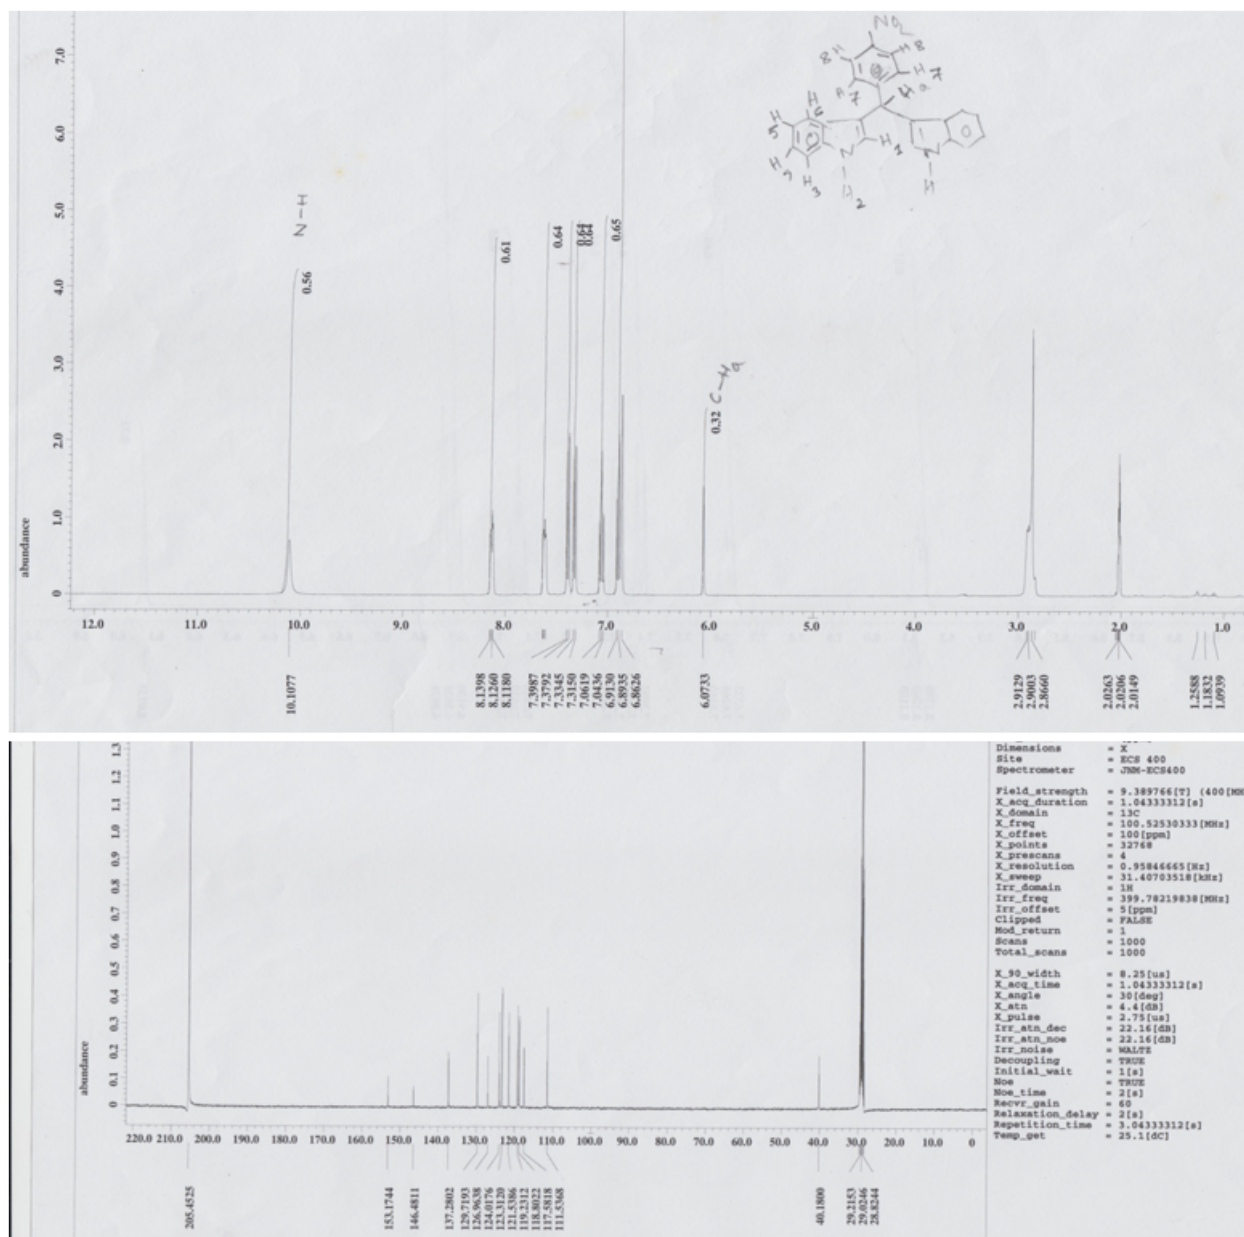 NO2
8 H
H 8
H 7
H 7
H a
H 6
H 5
H 1
N
N
H 9
H 3
H 2
H
abundance
7.0
6.0
5.0
4.0
3.0
2.0
1.0
0
N-H
0.56
0.61
0.64
0.64
0.64
0.65
0.32
C-Ha
12.0 11.0 10.0 9.0 8.0 7.0 6.0 5.0 4.0 3.0 2.0 1.0
10.1077
8.1398
8.1260
8.1180
7.3987
7.3792
7.3345
7.3150
7.0619
7.0436
6.9130
6.8935
6.8626
6.0733
2.9129
2.9003
2.8660
2.0263
2.0206
2.0149
1.2588
1.1832
1.0939
abundance
1.3
1.2
1.1
1.0
0.9
0.8
0.7
0.6
0.5
0.4
0.3
0.2
0.1
0
220.0 210.0 200.0 190.0 180.0 170.0 160.0 150.0 140.0 130.0 120.0 110.0 100.0 90.0 80.0 70.0 60.0 50.0 40.0 30.0 20.0 10.0 0
205.4525
153.1744
146.4811
137.2802
129.7193
126.9638
124.0176
123.3120
121.5386
119.2312
118.8022
117.5818
111.5368
40.1800
29.2153
29.0246
28.8244
Dimensions = X
Site = ECS 400
Spectrometer = JNM-ECS400
Field_strength = 9.389766[T] (400[MH
X_acq_duration = 1.04333312[s]
X_domain = 13C
X_freq = 100.52530333[MHz]
X_offset = 100[ppm]
X_points = 32768
X_prescans = 4
X_resolution = 0.95846665[Hz]
X_sweep = 31.40703518[kHz]
Irr_domain = 1H
Irr_freq = 399.78219838[MHz]
Irr_offset = 5[ppm]
Clipped = FALSE
Mod_return = 1
Scans = 1000
Total_scans = 1000
X_90_width = 8.25[us]
X_acq_time = 1.04333312[s]
X_angle = 30[deg]
X_atn = 4.4[dB]
X_pulse = 2.75[us]
Irr_atn_dec = 22.16[dB]
Irr_atn_noe = 22.16[dB]
Irr_noise = WALTZ
Decoupling = TRUE
Initial_wait = 1[s]
Noe = TRUE
Noe_time = 2[s]
Recvr_gain = 60
Relaxation_delay = 2[s]
Repetition_time = 3.04333312[s]
Temp_get = 25.1[dC]